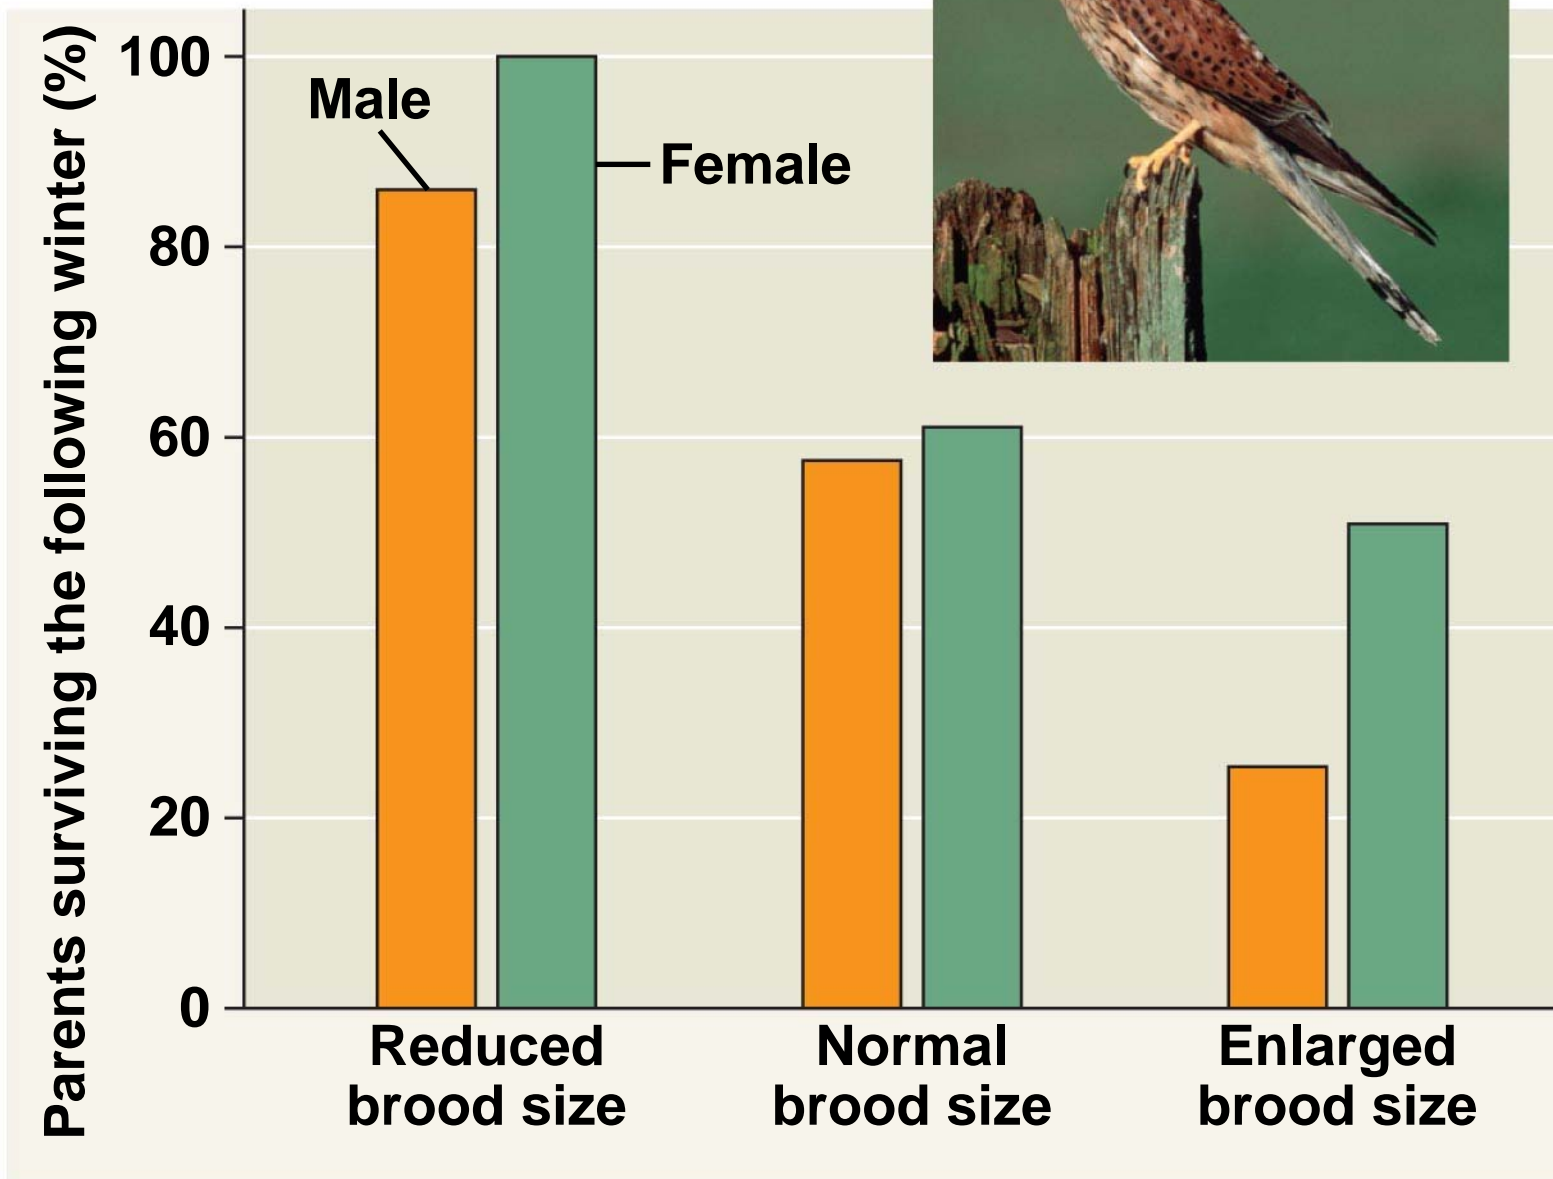 Parents surviving the following winter (%)
100
80
60
40
20
0
Male
Female
Reduced
brood size
Normal
brood size
Enlarged
brood size